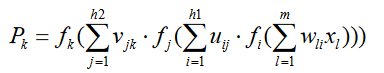 P_k = f_k(\sum_{j=1}^{h2} v_{jk} \cdot f_j(\sum_{i=1}^{h1} u_{ij} \cdot f_i(\sum_{l=1}^{m} w_{li} x_l)))